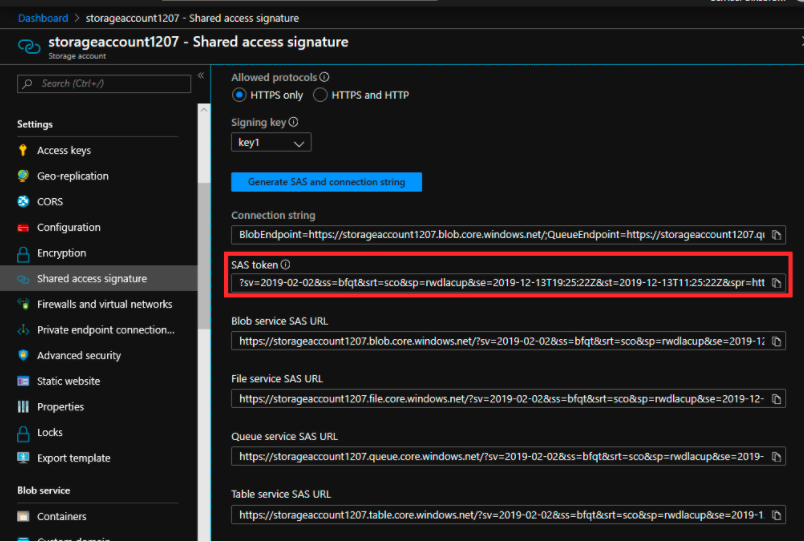 Dashboard > storageaccount1207 - Shared access signature
storageaccount1207 - Shared access signature
Storage account
Search (Ctrl+/)
Settings
Access keys
Geo-replication
CORS
Configuration
Encryption
Shared access signature
Firewalls and virtual networks
Private endpoint connection...
Advanced security
Static website
Properties
Locks
Export template
Blob service
Containers
Custom domain
Allowed protocols
HTTPS only HTTPS and HTTP
Signing key
key1
Generate SAS and connection string
Connection string
BlobEndpoint=https://storageaccount1207.blob.core.windows.net/;QueueEndpoint=https://storageaccount1207.qu
SAS token
?sv=2019-02-02&ss=bfqt&srt=sco&sp=rwdlacup&se=2019-12-13T19:25:22Z&st=2019-12-13T11:25:22Z&spr=htt
Blob service SAS URL
https://storageaccount1207.blob.core.windows.net/?sv=2019-02-02&ss=bfqt&srt=sco&sp=rwdlacup&se=2019-12
File service SAS URL
https://storageaccount1207.file.core.windows.net/?sv=2019-02-02&ss=bfqt&srt=sco&sp=rwdlacup&se=2019-12-
Queue service SAS URL
https://storageaccount1207.queue.core.windows.net/?sv=2019-02-02&ss=bfqt&srt=sco&sp=rwdlacup&se=2019-
Table service SAS URL
https://storageaccount1207.table.core.windows.net/?sv=2019-02-02&ss=bfqt&srt=sco&sp=rwdlacup&se=2019-1